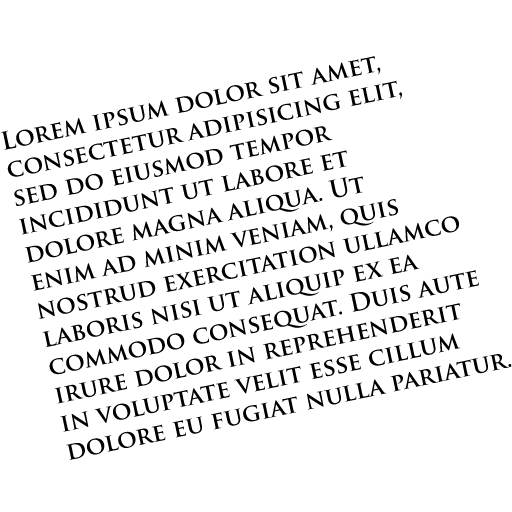 Lorem ipsum dolor sit amet,
consectetur adipisicing elit,
sed do eiusmod tempor
incididunt ut labore et
dolore magna aliqua. Ut
enim ad minim veniam, quis
nostrud exercitation ullamco
laboris nisi ut aliquip ex ea
commodo consequat. Duis aute
irure dolor in reprehenderit
in voluptate velit esse cillum
dolore eu fugiat nulla pariatur.